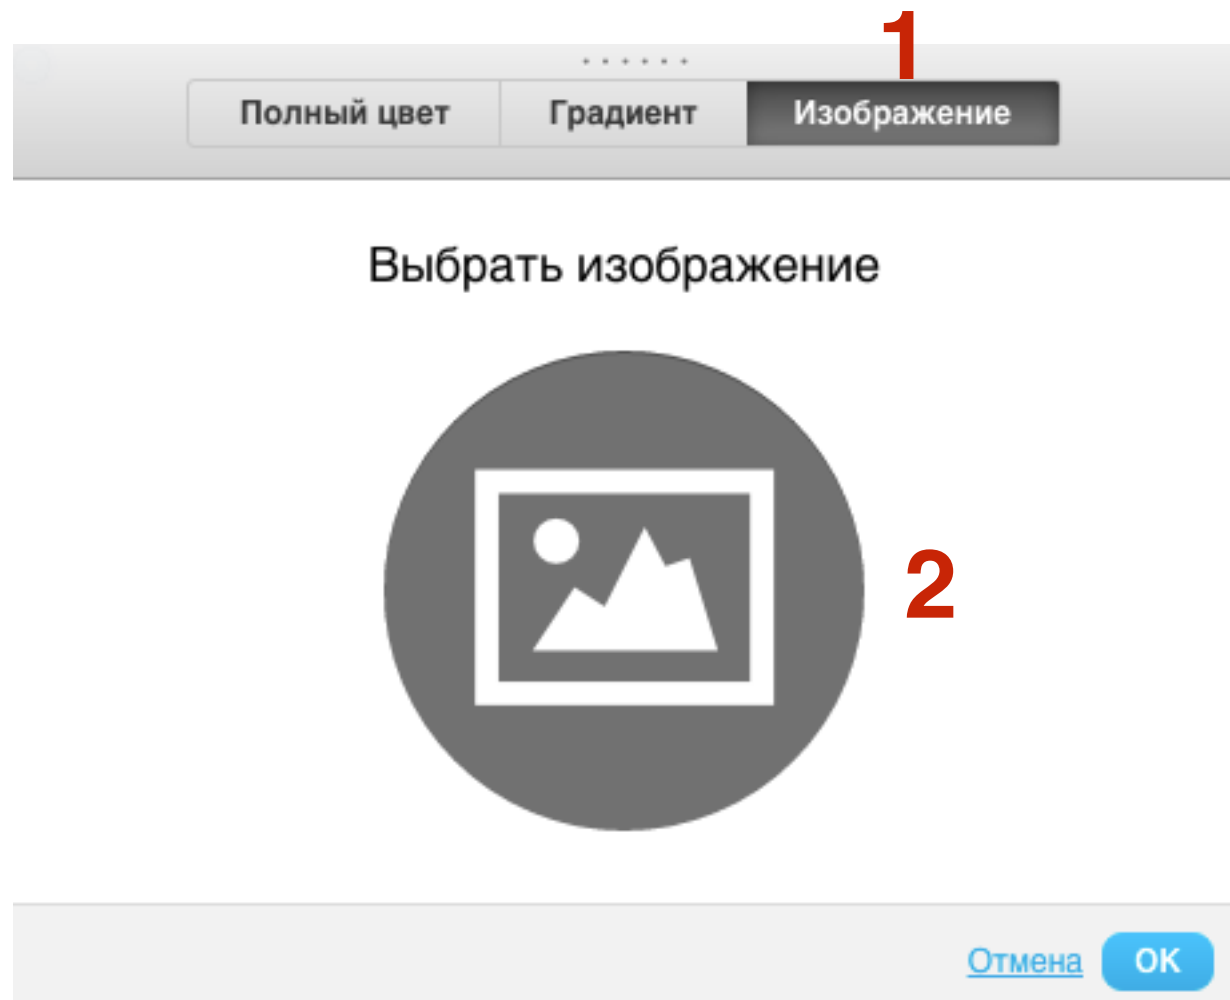 1
Полный цвет Градиент Изображение
Выбрать изображение
2
Отмена OK